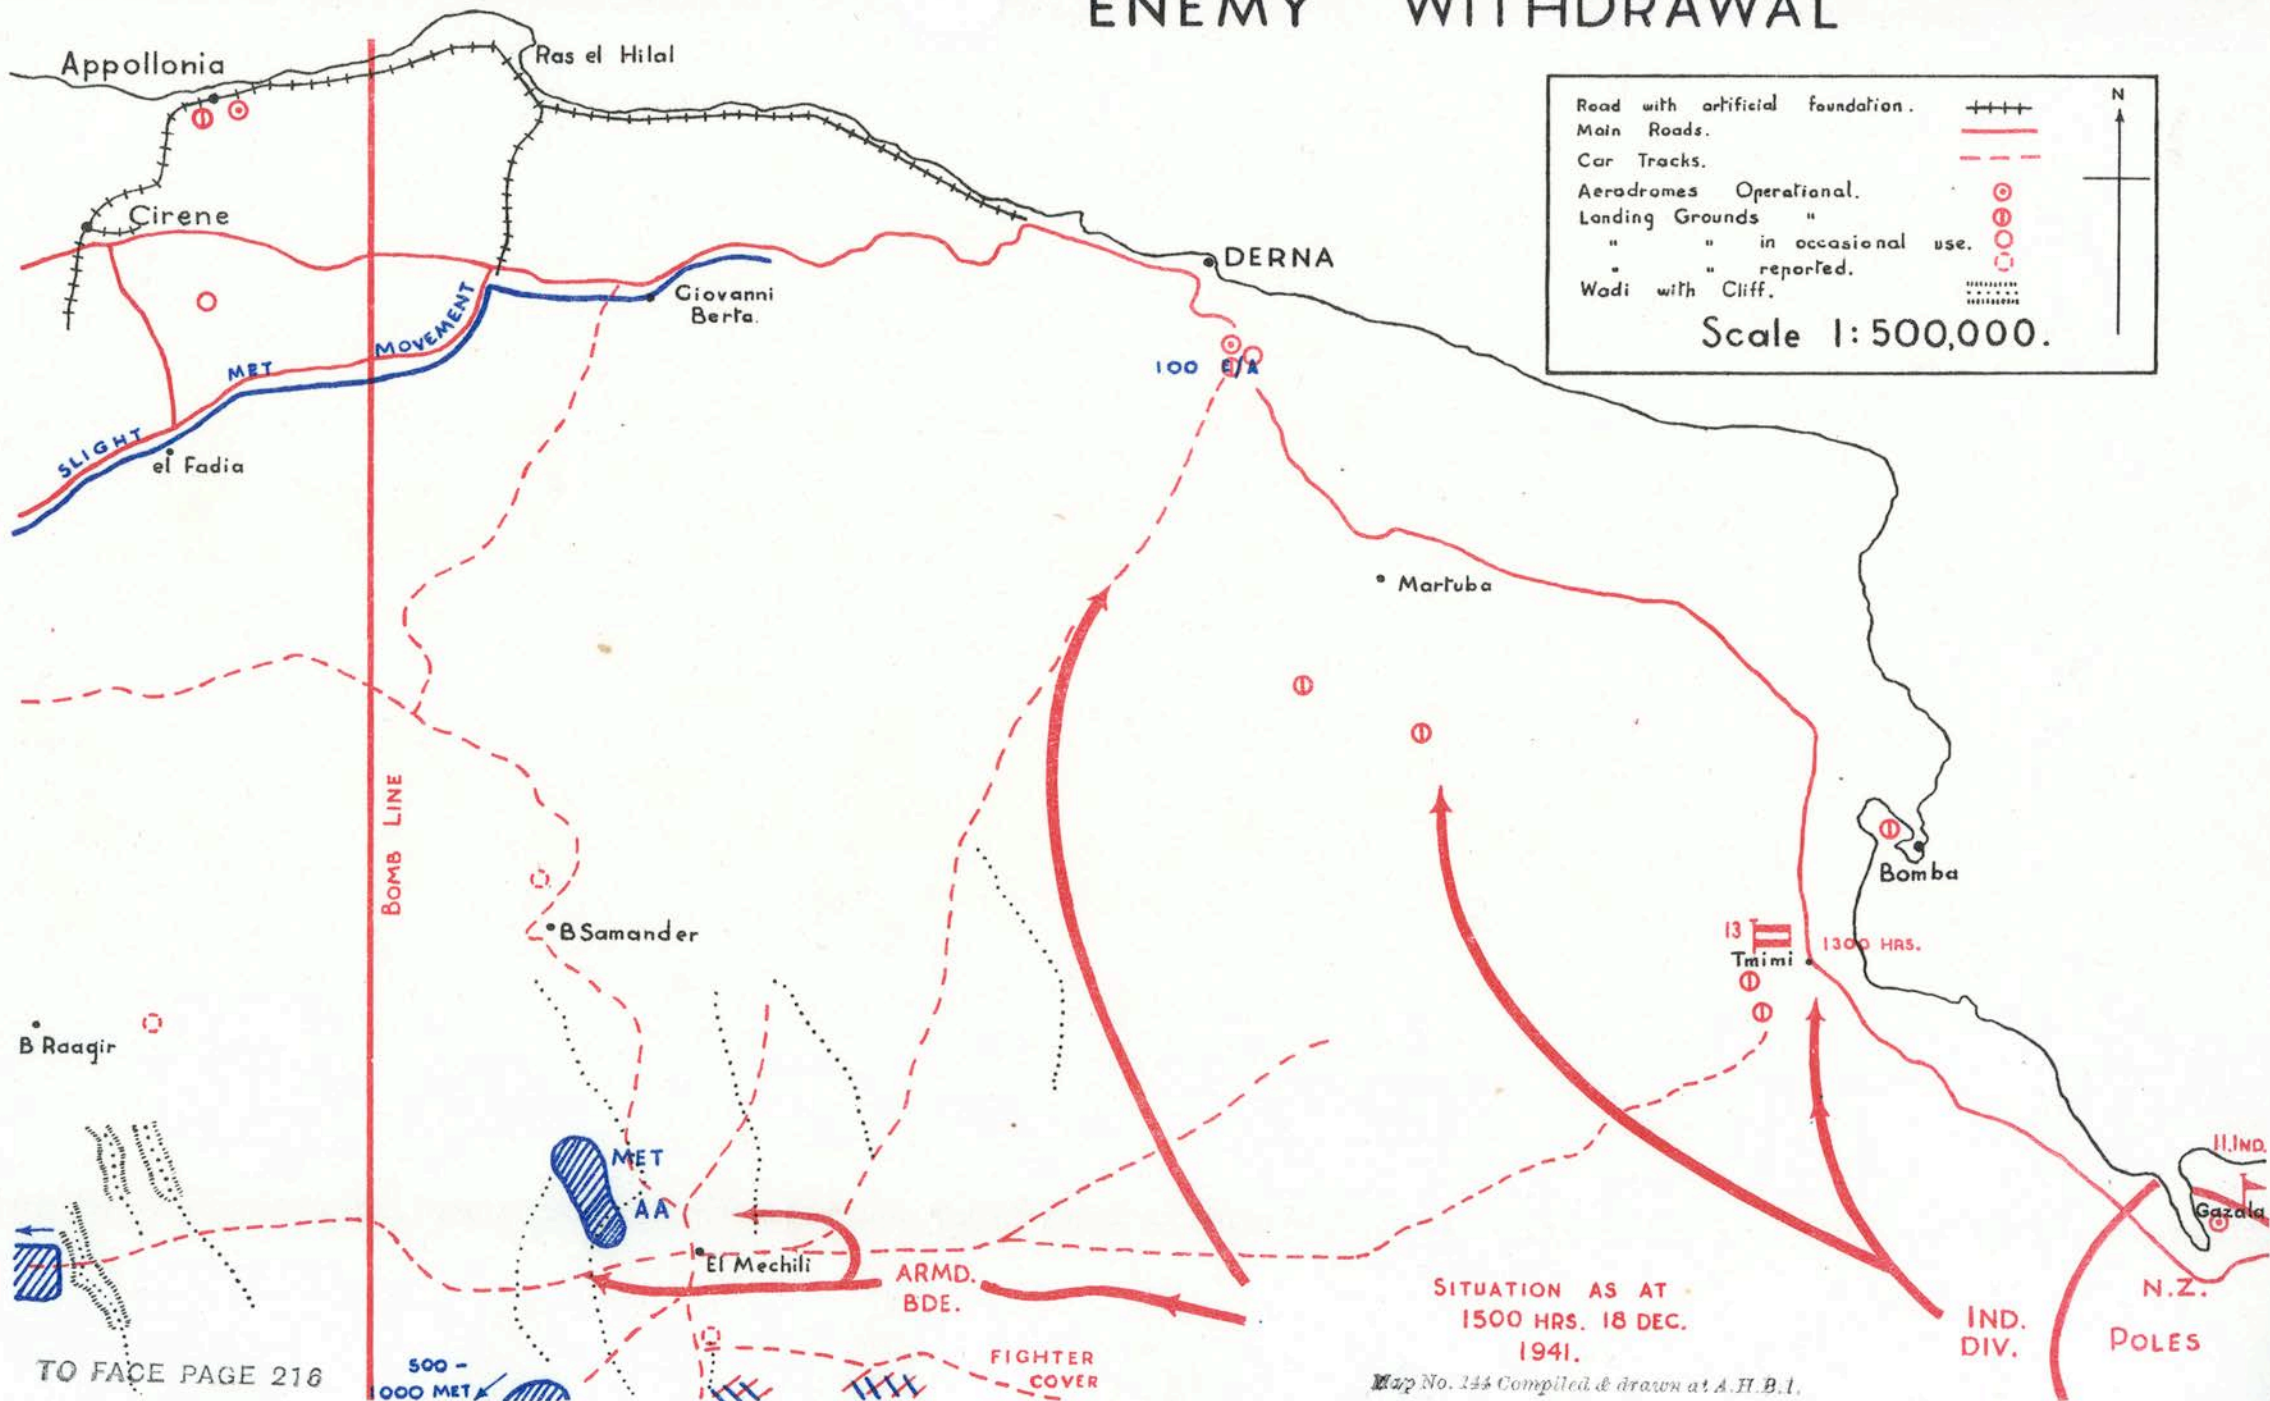 ENEMY WITHDRAWAL
Appollonia
Ras el Hilal
Road with artificial foundation.
Main Roads.
Car Tracks.
Aerodromes Operational.
Landing Grounds "
" " in occasional use.
" " reported.
Wadi with Cliff.
Scale 1:500,000.
N
Cirene
DERNA
Giovanni
Berta.
SLIGHT MET MOVEMENT
100 E/A
el Fadia
Martuba
BOMB LINE
Bomba
B Samander
13
1300 HRS.
Tmimi
B Raagir
MET
AA
El Mechili
ARMD.
BDE.
SITUATION AS AT
1500 HRS. 18 DEC.
1941.
IND.
DIV.
11.IND.
Gazala
N.Z.
POLES
FIGHTER
COVER
500 -
1000 MET
TO FACE PAGE 216
Map No. 244 Compiled & drawn at A.H.B.1.